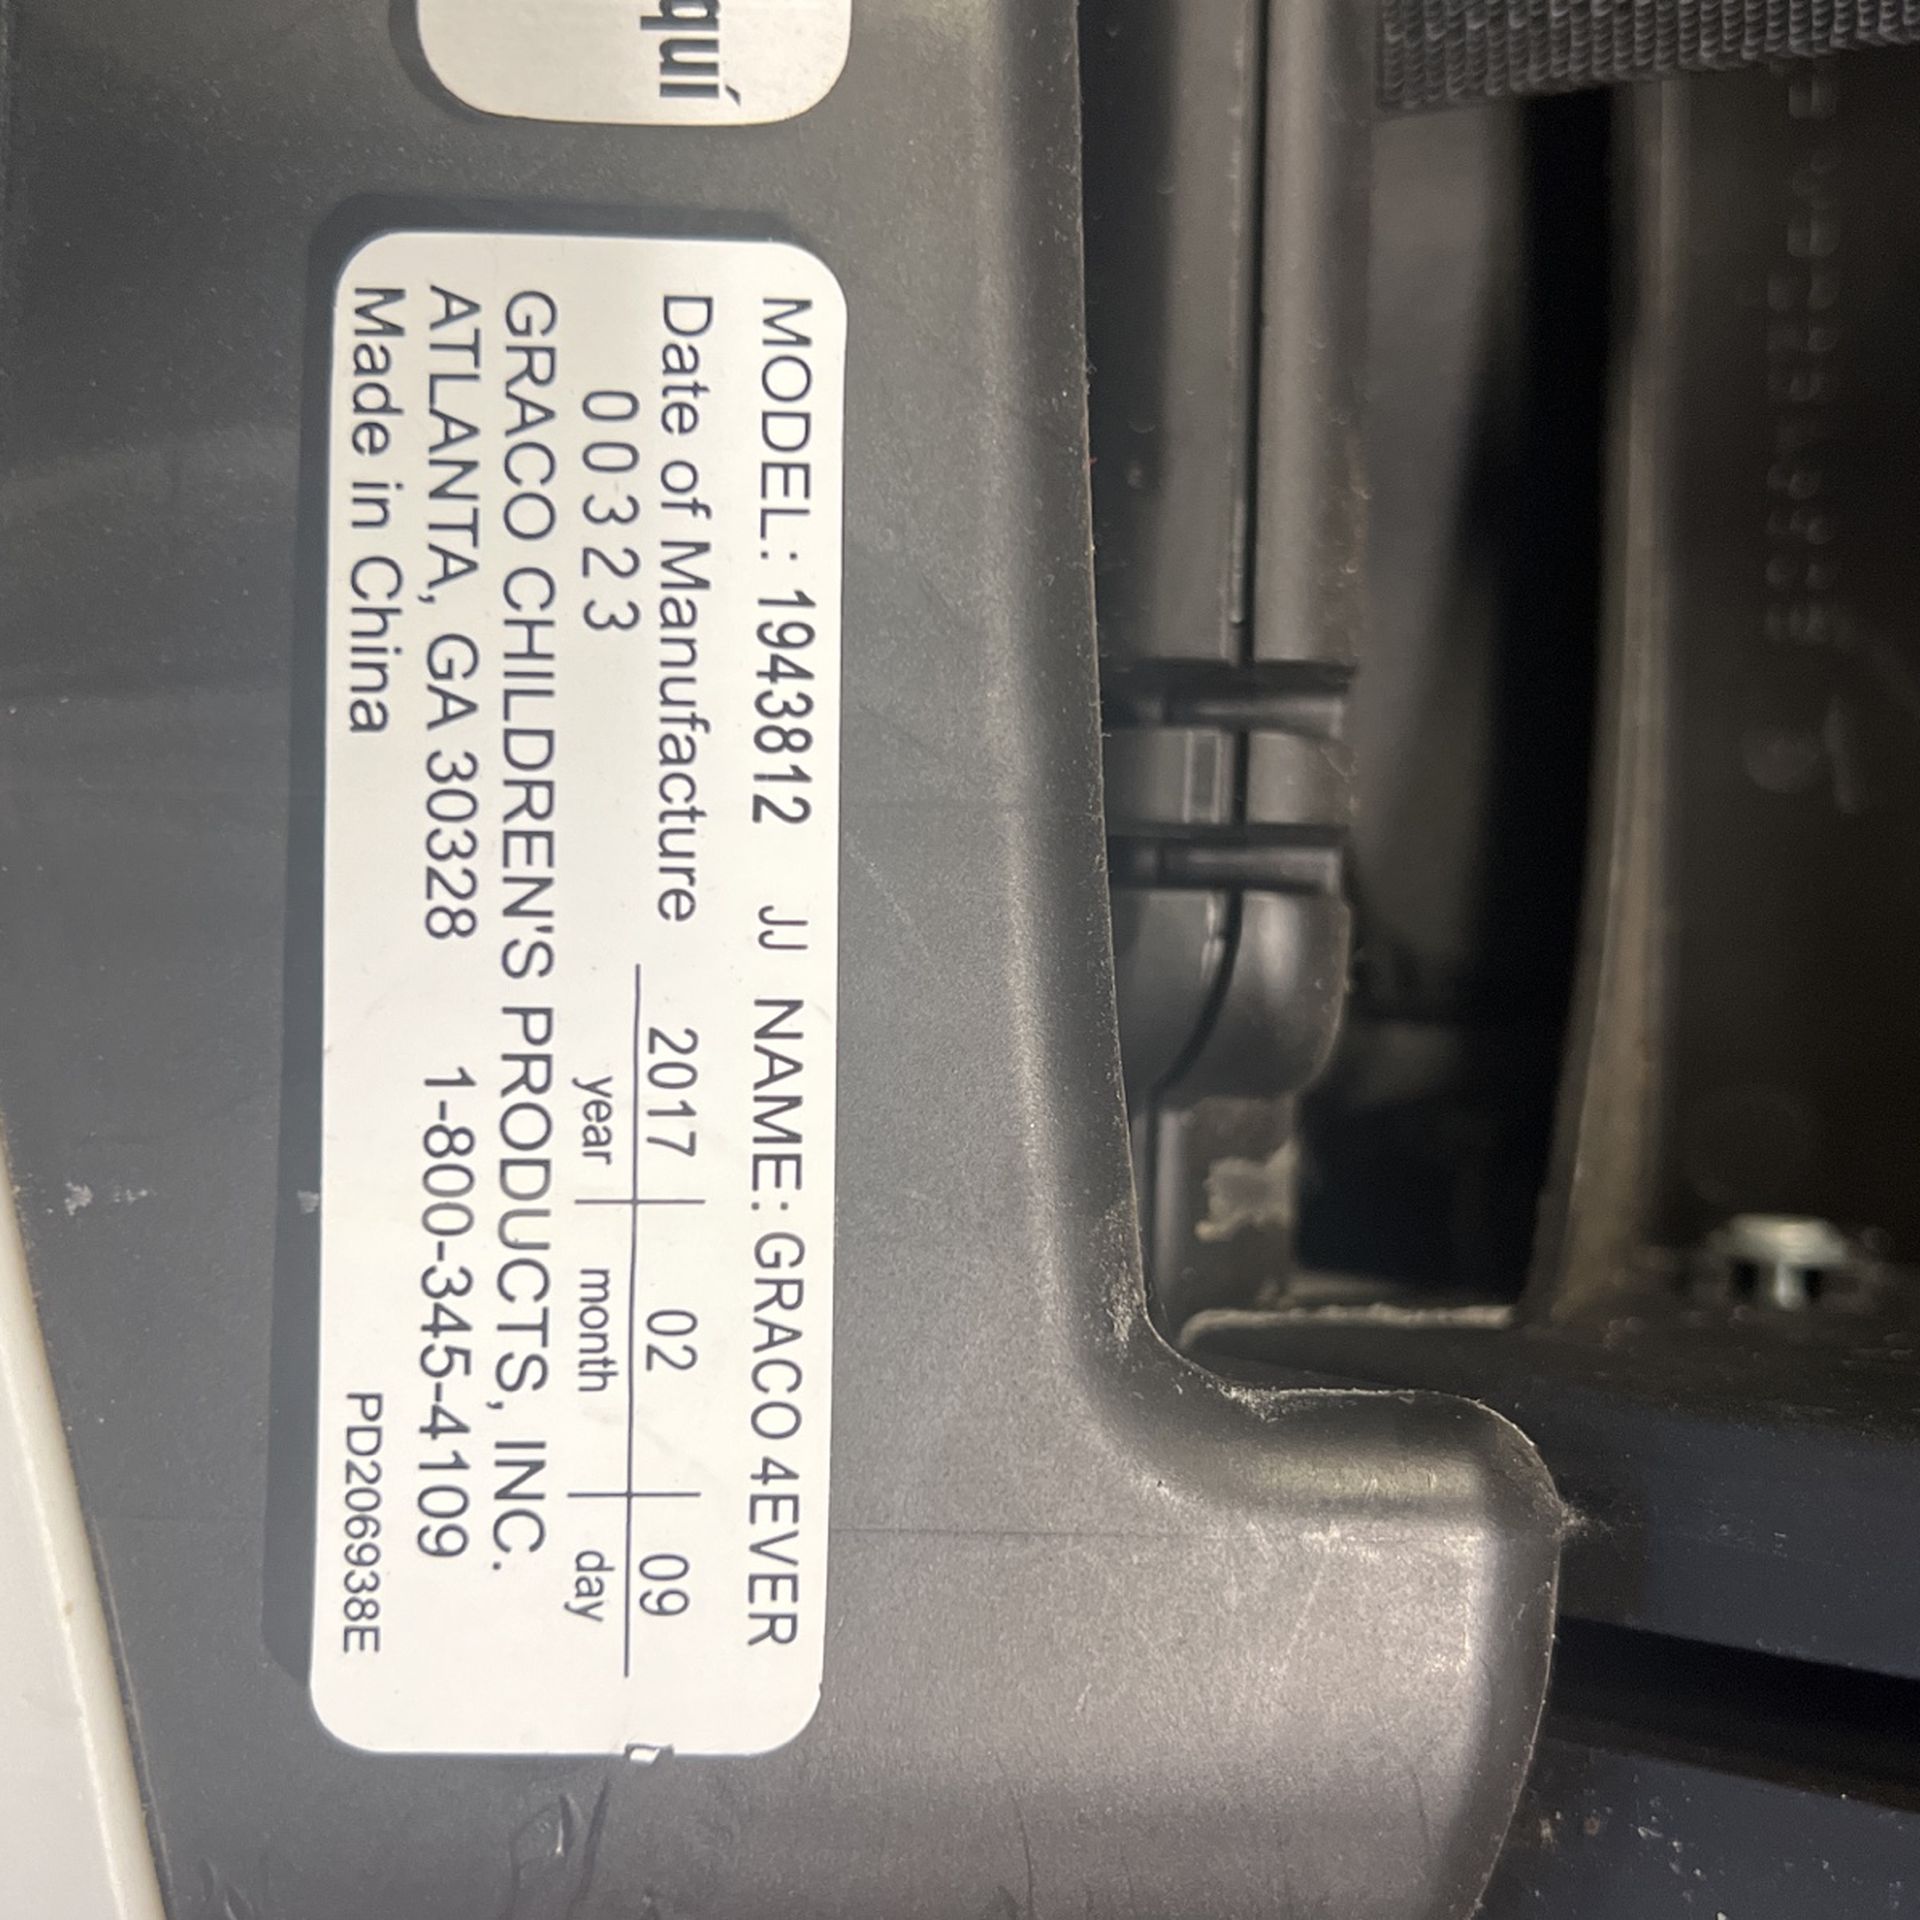 quí
MODEL: 1943812 JJ NAME: GRACO 4EVER
Date of Manufacture 2017 02 09
00323 year month day
GRACO CHILDREN'S PRODUCTS, INC.
ATLANTA, GA 30328 1-800-345-4109
Made in China PD206938E